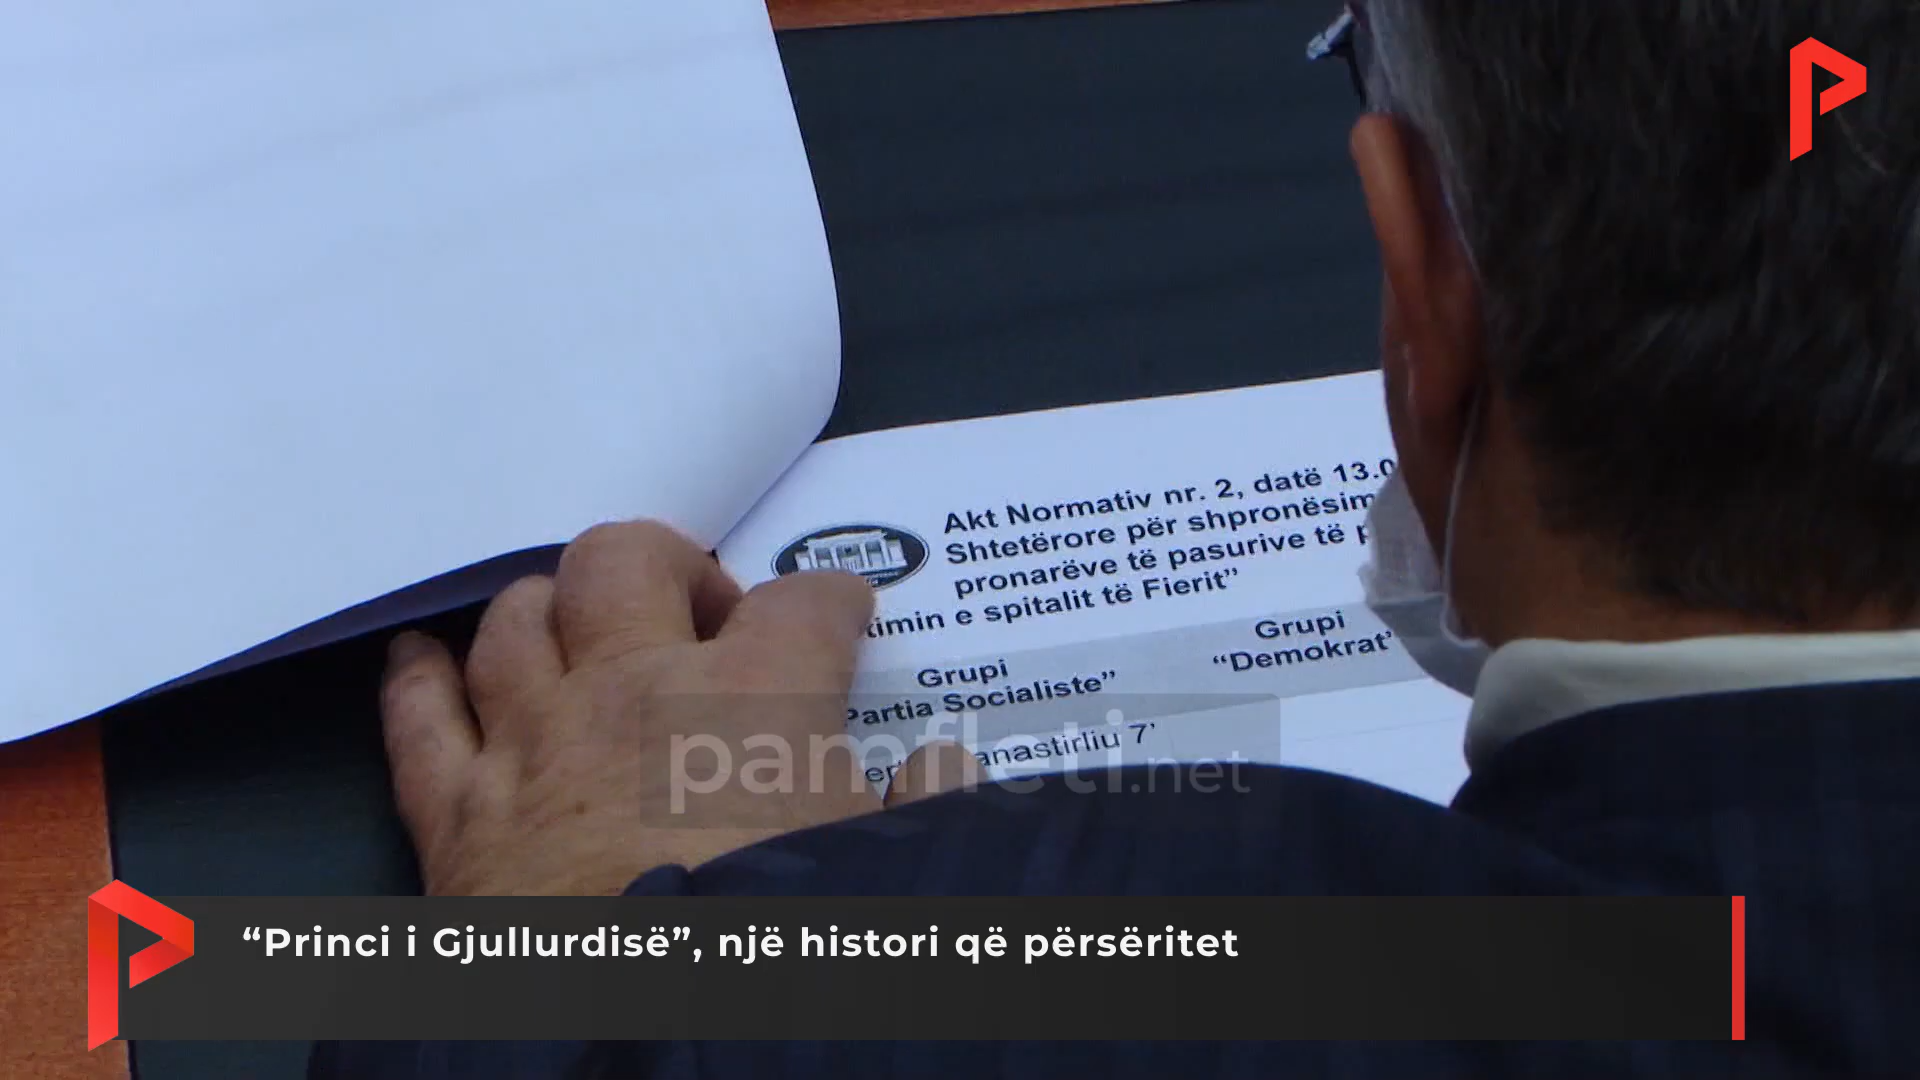 Akt Normativ nr. 2, datë 13.0
Shtetërore për shpronësim
pronarëve të pasurive të p
timin e spitalit të Fierit”
Grupi
“Demokrat”
Grupi
Partia Socialiste”
anastirliu 7’
pamfleti.net
“Princi i Gjullurdisë”, një histori që përsëritet